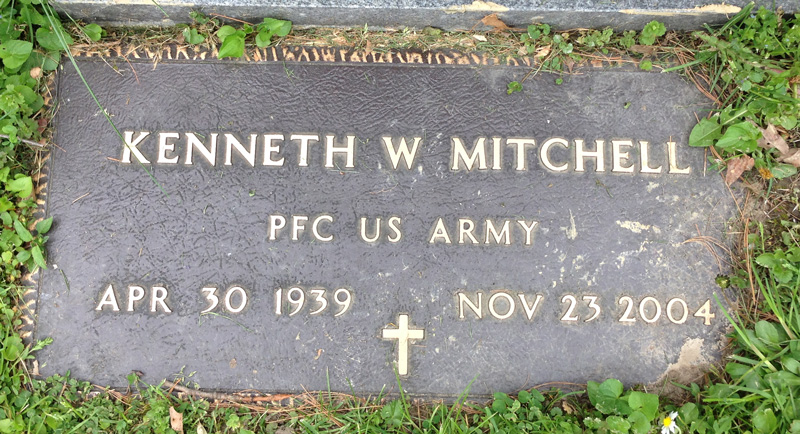 KENNETH W MITCHELL
PFC US ARMY
APR 30 1939 NOV 23 2004